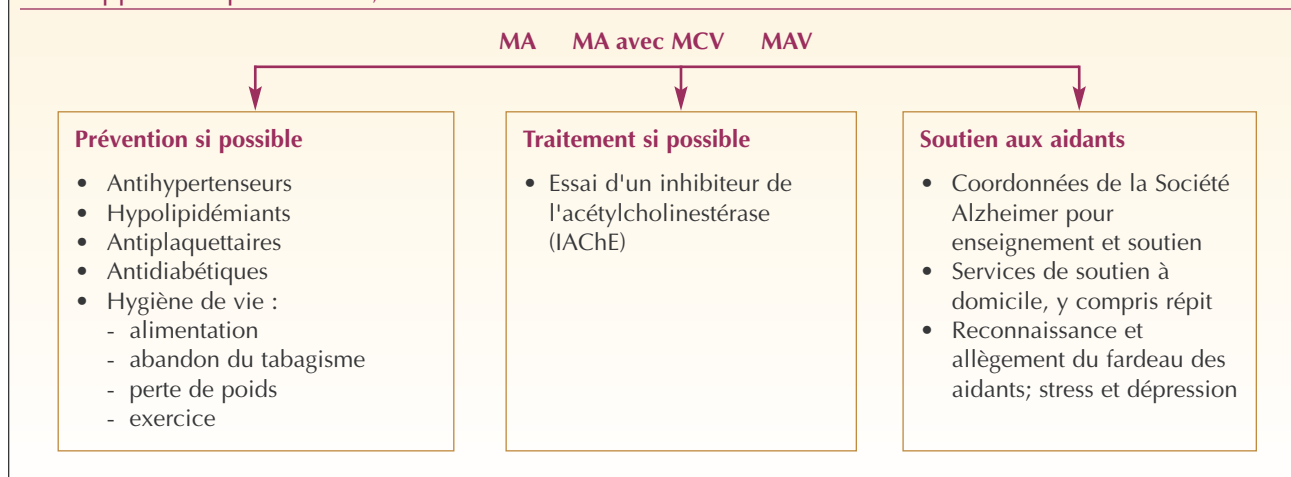 MA MA avec MCV MAV
Prévention si possible
• Antihypertenseurs
• Hypolipidémiants
• Antiplaquettaires
• Antidiabétiques
• Hygiène de vie :
- alimentation
- abandon du tabagisme
- perte de poids
- exercice
Traitement si possible
• Essai d'un inhibiteur de
l'acétylcholinestérase
(IAChE)
Soutien aux aidants
• Coordonnées de la Société
Alzheimer pour
enseignement et soutien
• Services de soutien à
domicile, y compris répit
• Reconnaissance et
allègement du fardeau des
aidants; stress et dépression